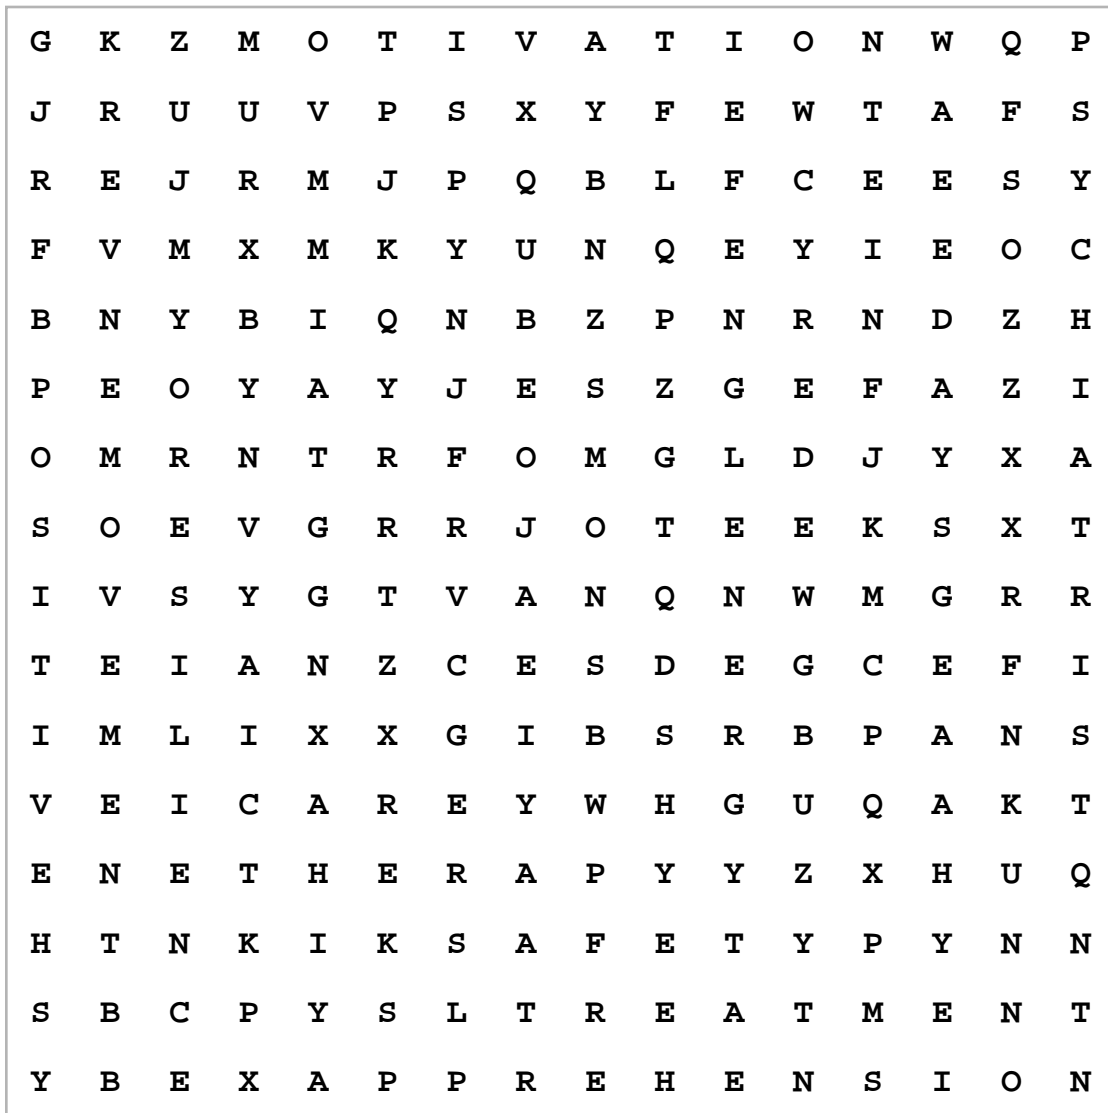 G K Z M O T I V A T I O N W Q P
J R U U V P S X Y F E W T A F S
R E J R M J P Q B L F C E E S Y
F V M X M K Y U N Q E Y I E O C
B N Y B I Q N B Z P N R N D Z H
P E O Y A Y J E S Z G E F A Z I
O M R N T R F O M G L D J Y X A
S O E V G R R J O T E E K S X T
I V S Y G T V A N Q N W M G R R
T E I A N Z C E S D E G C E F I
I M L I X X G I B S R B P A N S
V E I C A R E Y W H G U Q A K T
E N E T H E R A P Y Y Z X H U Q
H T N K I K S A F E T Y P Y N N
S B C P Y S L T R E A T M E N T
Y B E X A P P R E H E N S I O N